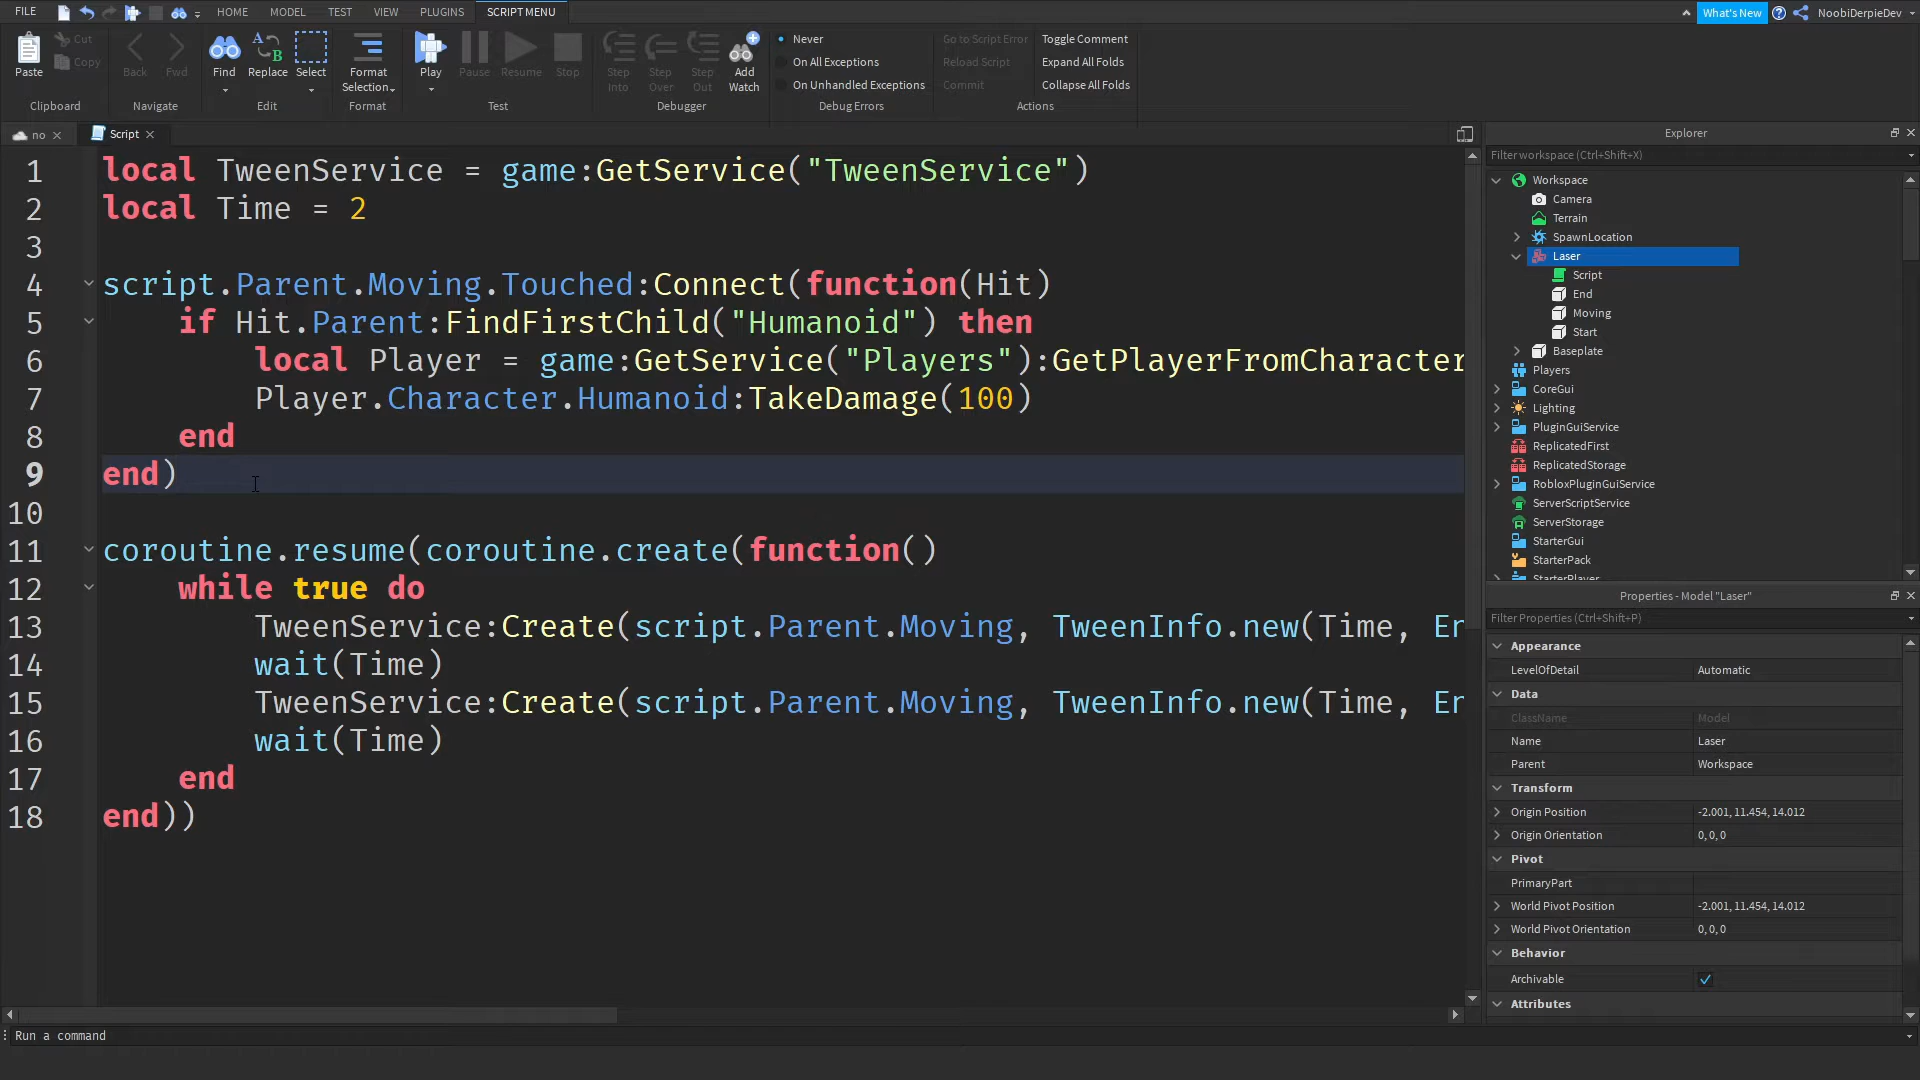 FILE HOME MODEL TEST VIEW PLUGINS SCRIPT MENU What's New NoobiDerpieDev
Paste Cut Copy
Back Fwd
Find Replace Select
Format Selection
Play Pause Resume Stop
Step Into Step Over Step Out Add Watch
Never
On All Exceptions
On Unhandled Exceptions
Go to Script Error
Reload Script
Commit
Toggle Comment
Expand All Folds
Collapse All Folds
Clipboard Navigate Edit Format Test Debugger Debug Errors Actions
no Script
1 local TweenService = game:GetService("TweenService")
2 local Time = 2
3
4 script.Parent.Moving.Touched:Connect(function(Hit)
5 if Hit.Parent:FindFirstChild("Humanoid") then
6 local Player = game:GetService("Players"):GetPlayerFromCharacter
7 Player.Character.Humanoid:TakeDamage(100)
8 end
9 end)
10
11 coroutine.resume(coroutine.create(function()
12 while true do
13 TweenService:Create(script.Parent.Moving, TweenInfo.new(Time, En
14 wait(Time)
15 TweenService:Create(script.Parent.Moving, TweenInfo.new(Time, En
16 wait(Time)
17 end
18 end))
Explorer
Filter workspace (Ctrl+Shift+X)
Workspace
Camera
Terrain
SpawnLocation
Laser
Script
End
Moving
Start
Baseplate
Players
CoreGui
Lighting
PluginGuiService
ReplicatedFirst
ReplicatedStorage
RobloxPluginGuiService
ServerScriptService
ServerStorage
StarterGui
StarterPack
StarterPlayer
Properties - Model "Laser"
Filter Properties (Ctrl+Shift+P)
Appearance
LevelOfDetail Automatic
Data
ClassName Model
Name Laser
Parent Workspace
Transform
Origin Position -2.001, 11.454, 14.012
Origin Orientation 0, 0, 0
Pivot
PrimaryPart
World Pivot Position -2.001, 11.454, 14.012
World Pivot Orientation 0, 0, 0
Behavior
Archivable
Attributes
Run a command